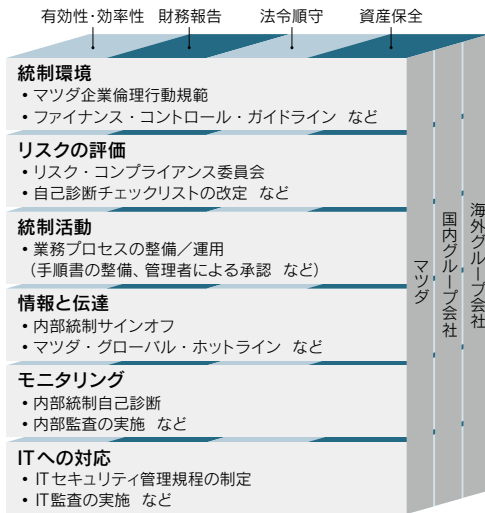 有効性・効率性 財務報告 法令順守 資産保全
統制環境
• マツダ企業倫理行動規範
• ファイナンス・コントロール・ガイドライン など
リスクの評価
• リスク・コンプライアンス委員会
• 自己診断チェックリストの改定 など
統制活動
• 業務プロセスの整備／運用
（手順書の整備、管理者による承認 など）
情報と伝達
• 内部統制サインオフ
• マツダ・グローバル・ホットライン など
モニタリング
• 内部統制自己診断
• 内部監査の実施 など
ITへの対応
• ITセキュリティ管理規程の制定
• IT監査の実施 など
マツダ
国内グループ会社
海外グループ会社